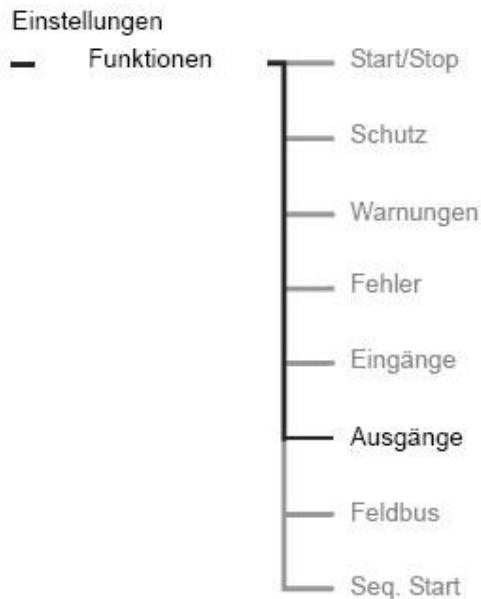 Einstellungen
Funktionen
Start/Stop
Schutz
Warnungen
Fehler
Eingänge
Ausgänge
Feldbus
Seq. Start